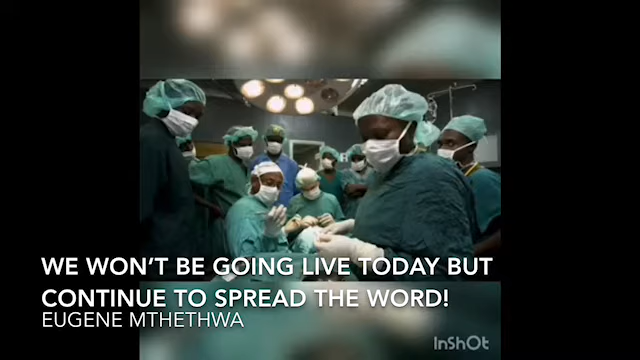 WE WON'T BE GOING LIVE TODAY BUT
CONTINUE TO SPREAD THE WORD!
EUGENE MTHETHWA
InShOt